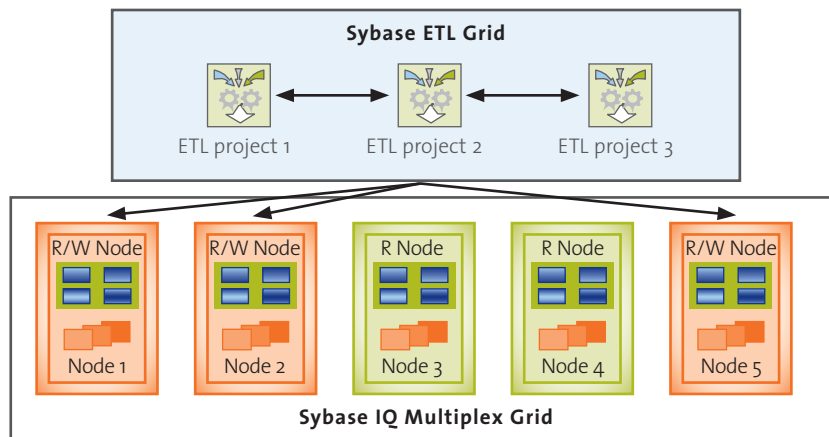 Sybase ETL Grid
ETL project 1
ETL project 2
ETL project 3
R/W Node
R/W Node
R Node
R Node
R/W Node
Node 1
Node 2
Node 3
Node 4
Node 5
Sybase IQ Multiplex Grid